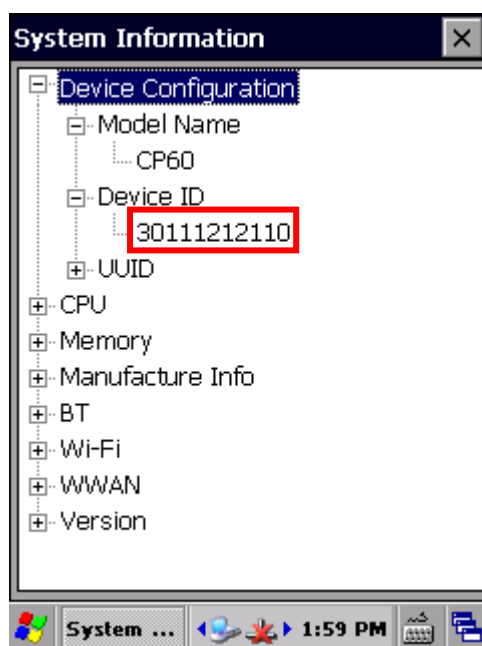 System Information
Device Configuration
Model Name
CP60
Device ID
30111212110
UUID
CPU
Memory
Manufacture Info
BT
Wi-Fi
WWAN
Version
System ... 1:59 PM